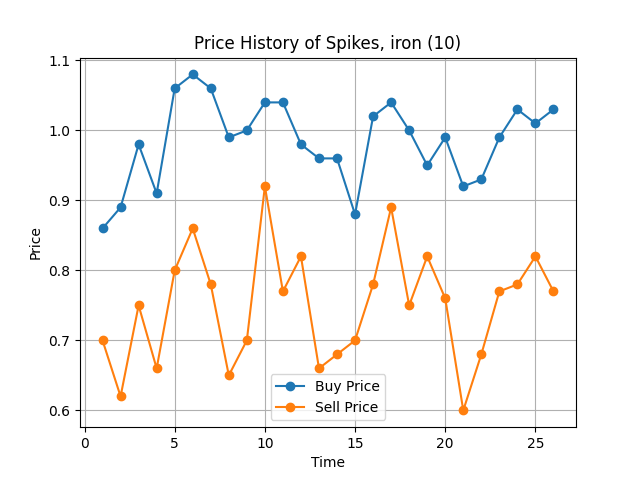 Price History of Spikes, iron (10)
1.1
1.0
0.9
0.8
0.7
0.6
Price
Buy Price
Sell Price
0 5 10 15 20 25
Time